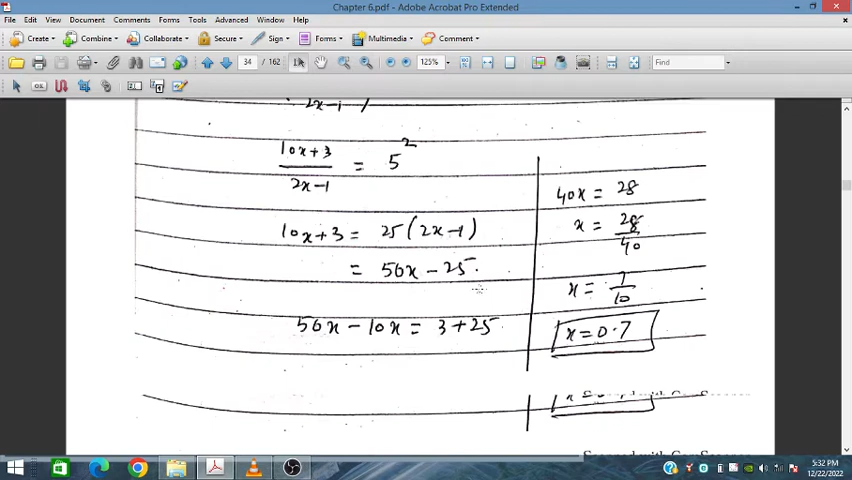 Chapter 6.pdf - Adobe Acrobat Pro Extended
File Edit View Document Comments Forms Tools Advanced Window Help
Create Combine Collaborate Secure Sign Forms Multimedia Comment
34 / 162 125% Find
2x-1
10x+3 / 2x-1 = 5²
10x+3 = 25(2x-1)
= 50x-25.
50x-10x = 3+25
40x = 28
x = 28/40
x = 7/10
x = 0.7
5:32 PM
12/22/2022